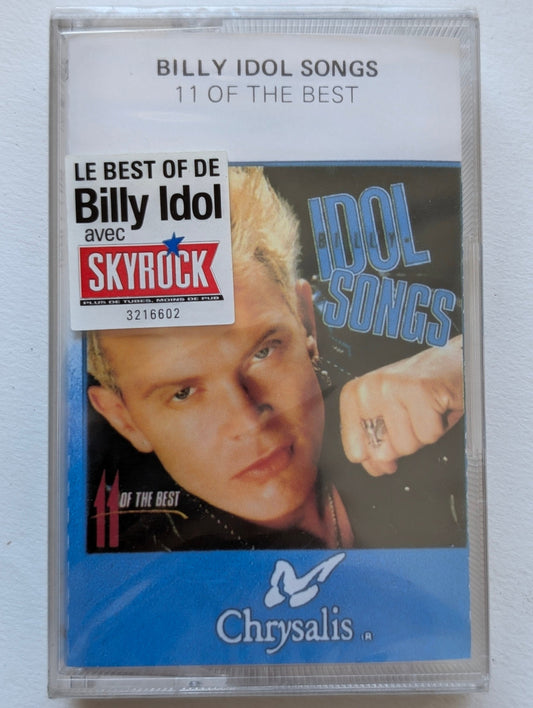 BILLY IDOL SONGS
11 OF THE BEST
LE BEST OF DE
Billy Idol
avec
SKYROCK
PLUS DE TUBES, MOINS DE PUB
3216602
IDOL
BILLY
SONGS
11 OF THE BEST
Chrysalis ®